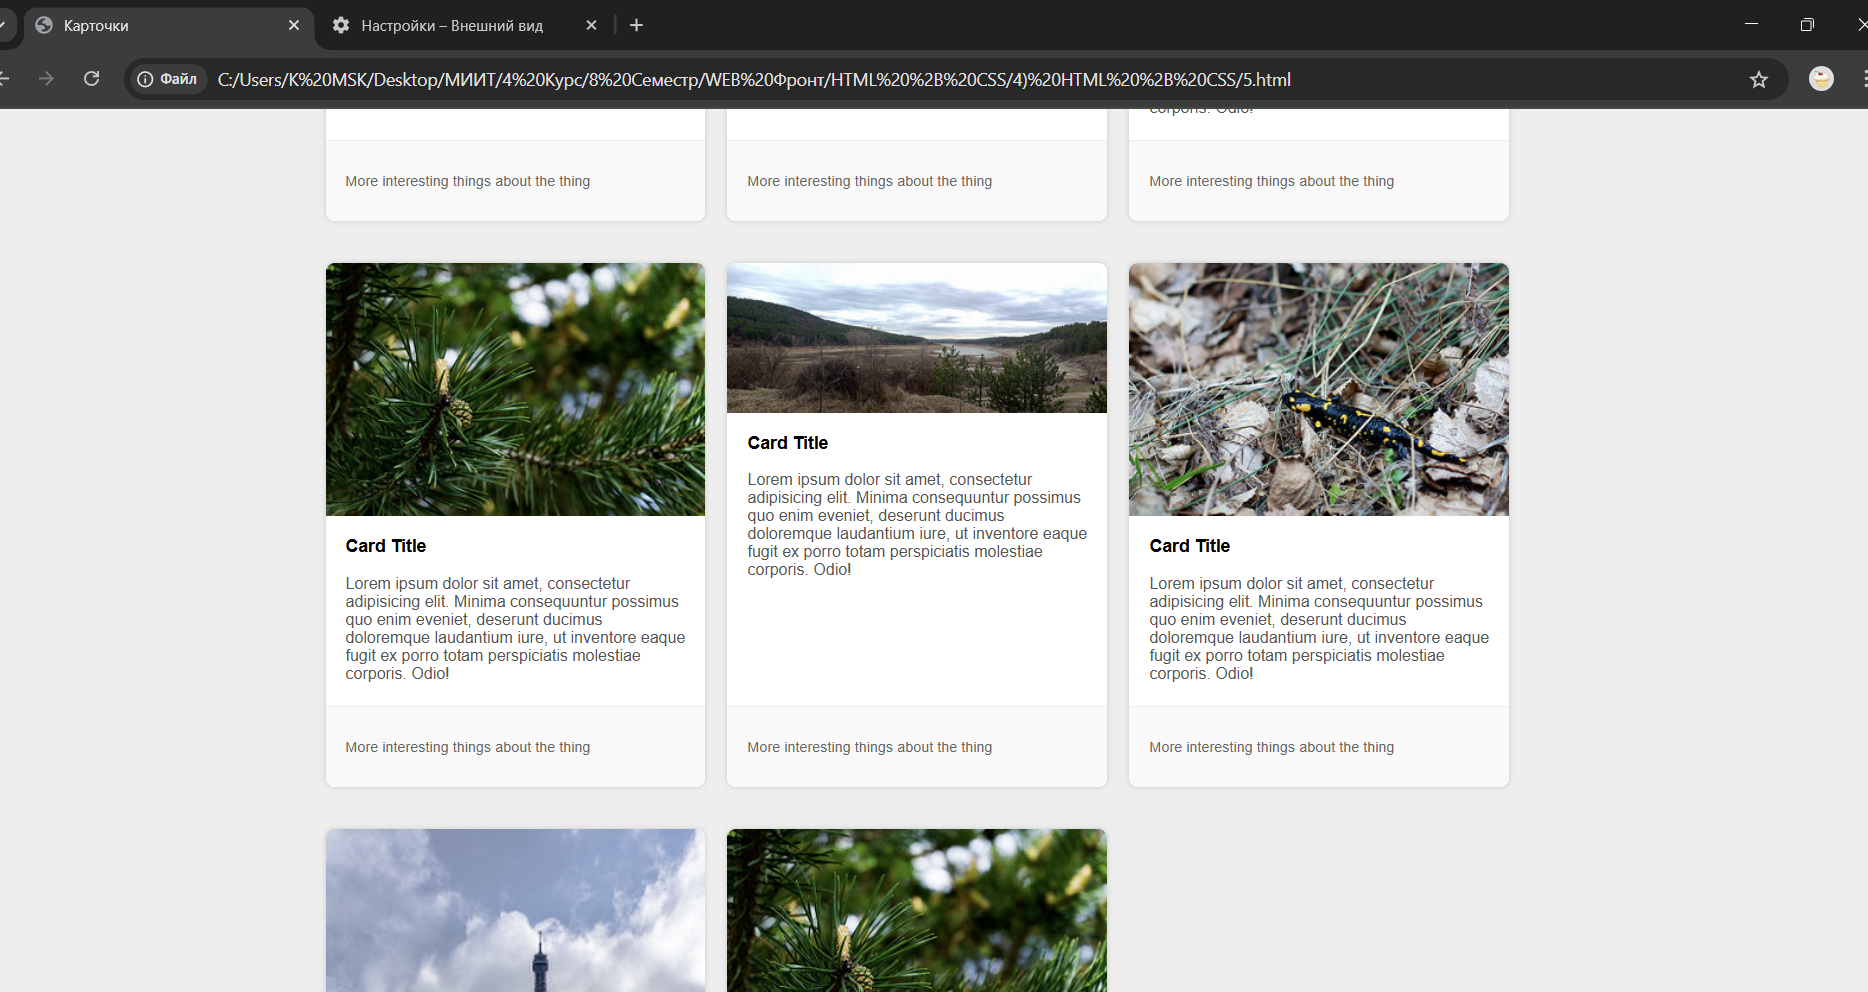 Карточки
Настройки – Внешний вид
Файл
C:/Users/K%20MSK/Desktop/МИИТ/4%20Курс/8%20Семестр/WEB%20Фронт/HTML%20%2B%20CSS/4)%20HTML%20%2B%20CSS/5.html
corporis. Odio!
More interesting things about the thing
More interesting things about the thing
More interesting things about the thing
Card Title
Lorem ipsum dolor sit amet, consectetur
adipisicing elit. Minima consequuntur possimus
quo enim eveniet, deserunt ducimus
doloremque laudantium iure, ut inventore eaque
fugit ex porro totam perspiciatis molestiae
corporis. Odio!
More interesting things about the thing
Card Title
Lorem ipsum dolor sit amet, consectetur
adipisicing elit. Minima consequuntur possimus
quo enim eveniet, deserunt ducimus
doloremque laudantium iure, ut inventore eaque
fugit ex porro totam perspiciatis molestiae
corporis. Odio!
More interesting things about the thing
Card Title
Lorem ipsum dolor sit amet, consectetur
adipisicing elit. Minima consequuntur possimus
quo enim eveniet, deserunt ducimus
doloremque laudantium iure, ut inventore eaque
fugit ex porro totam perspiciatis molestiae
corporis. Odio!
More interesting things about the thing